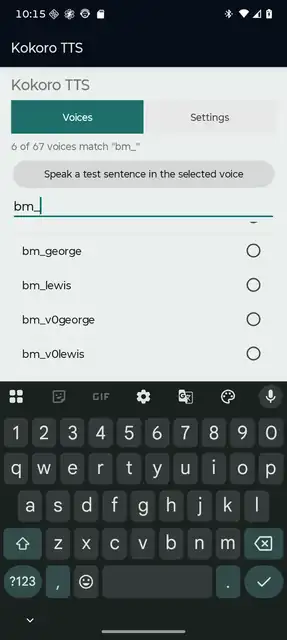 10:15
Kokoro TTS
Kokoro TTS
Voices Settings
6 of 67 voices match "bm_"
Speak a test sentence in the selected voice
bm_
bm_george
bm_lewis
bm_v0george
bm_v0lewis
GIF
1 2 3 4 5 6 7 8 9 0
q w e r t y u i o p
a s d f g h j k l
z x c v b n m
?123 , .